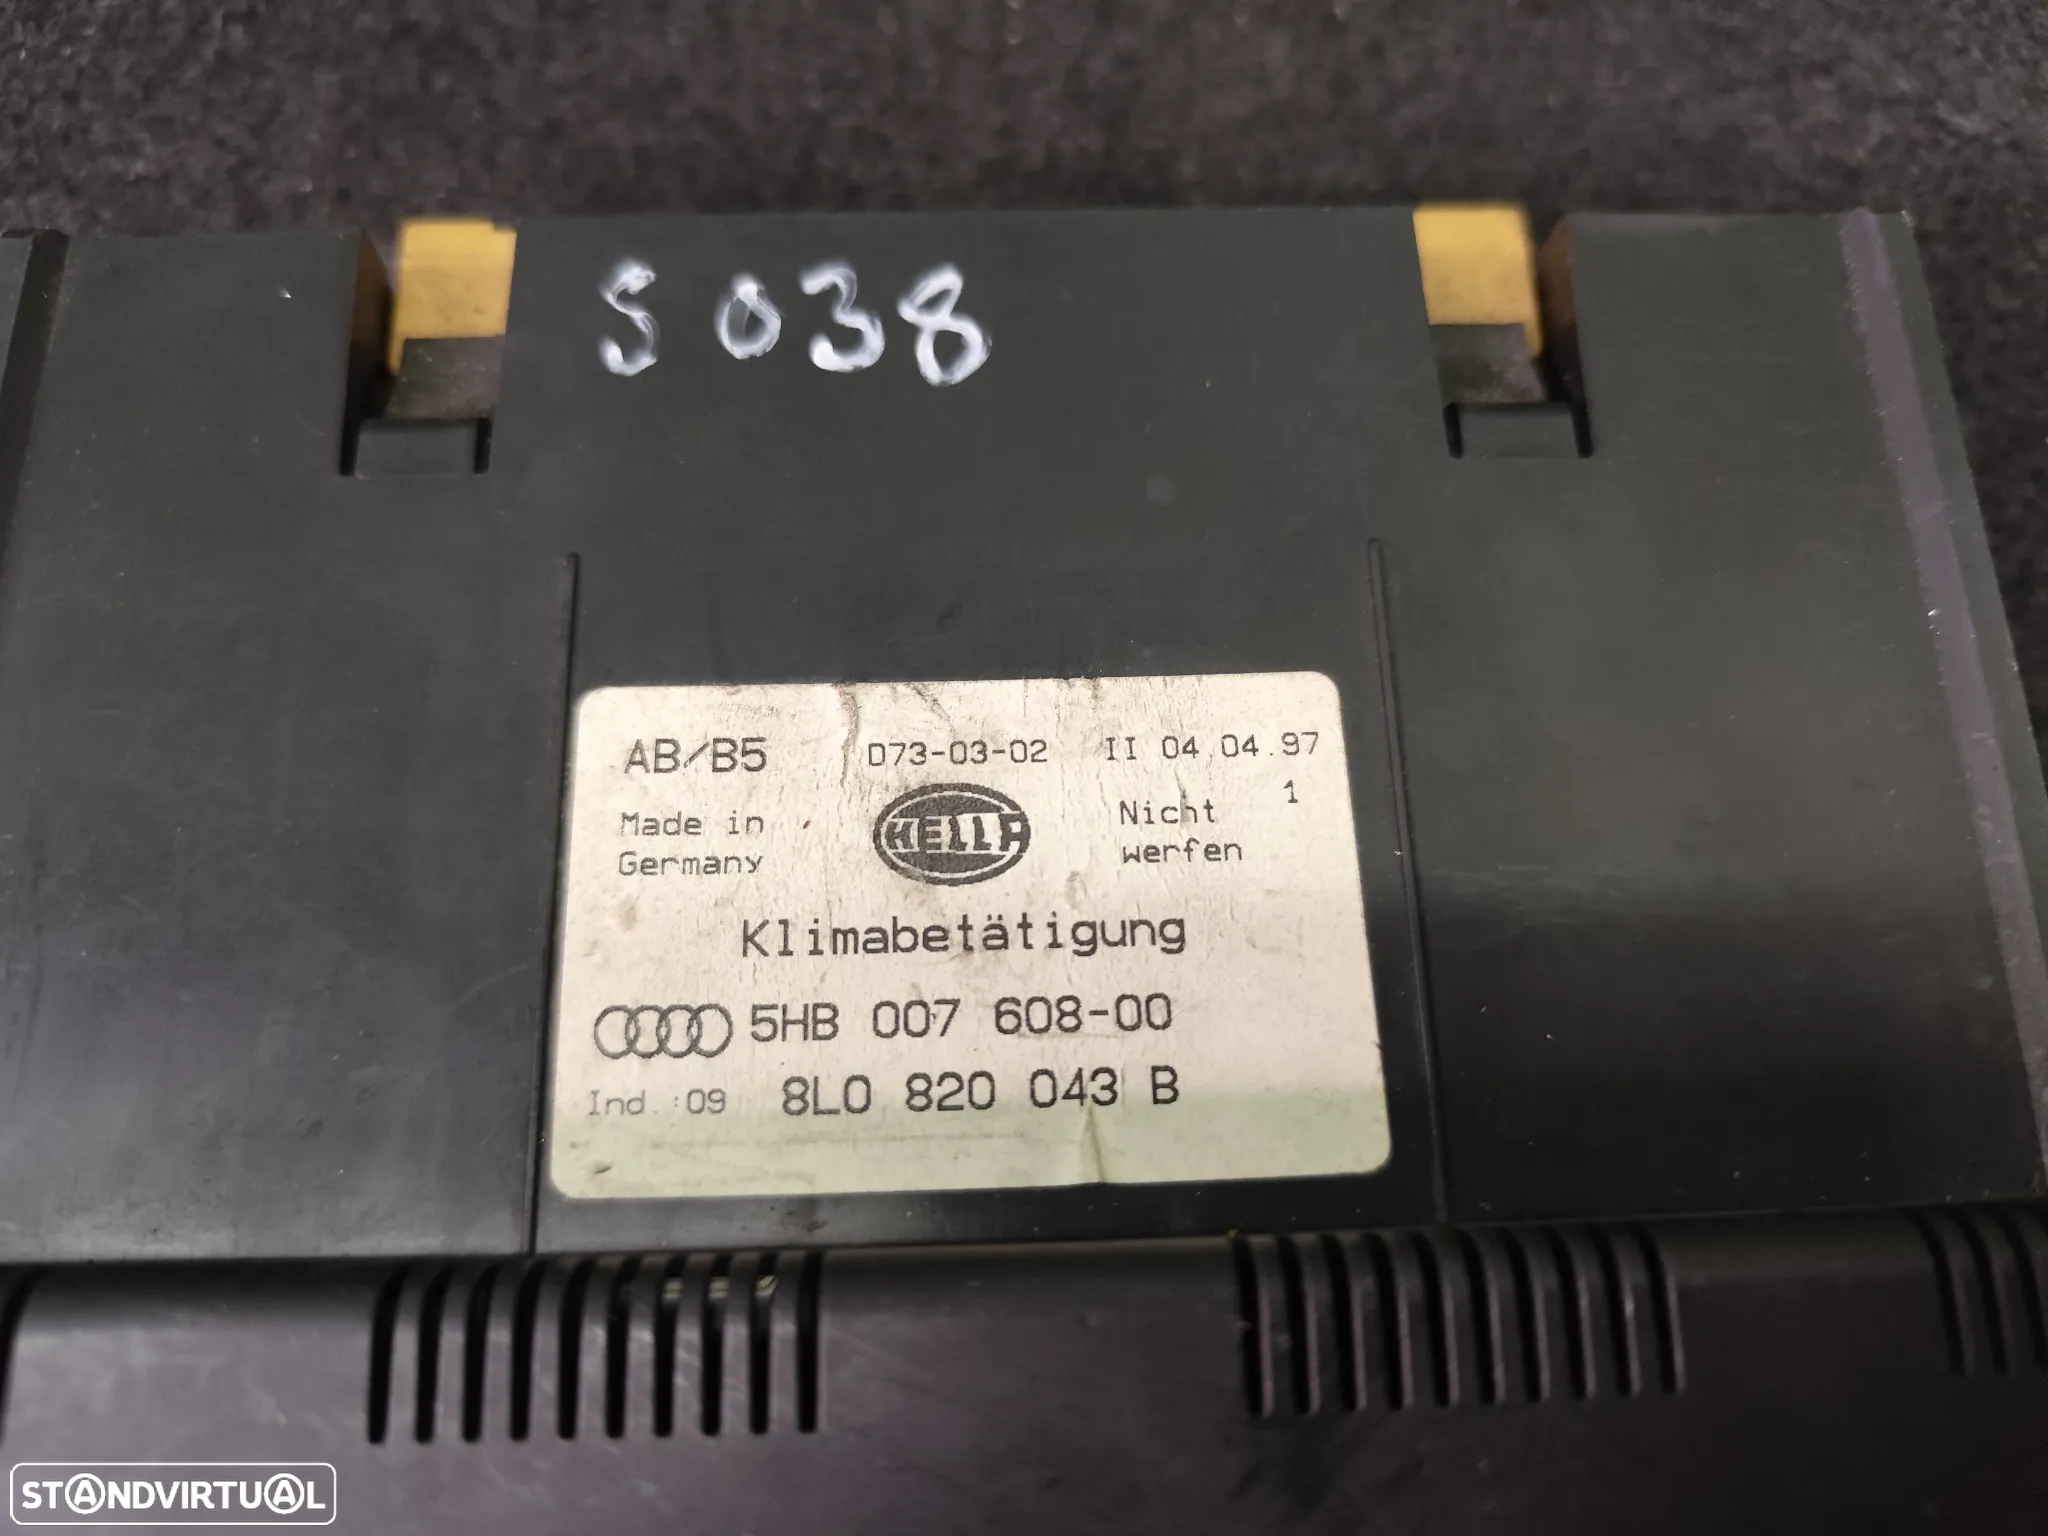 S 038
AB/B5 D73-03-02 II 04.04.97
1
Made in
Germany
HELLA
Nicht
werfen
Klimabetätigung
5HB 007 608-00
Ind.:09 8L0 820 043 B
STANDVIRTUAL